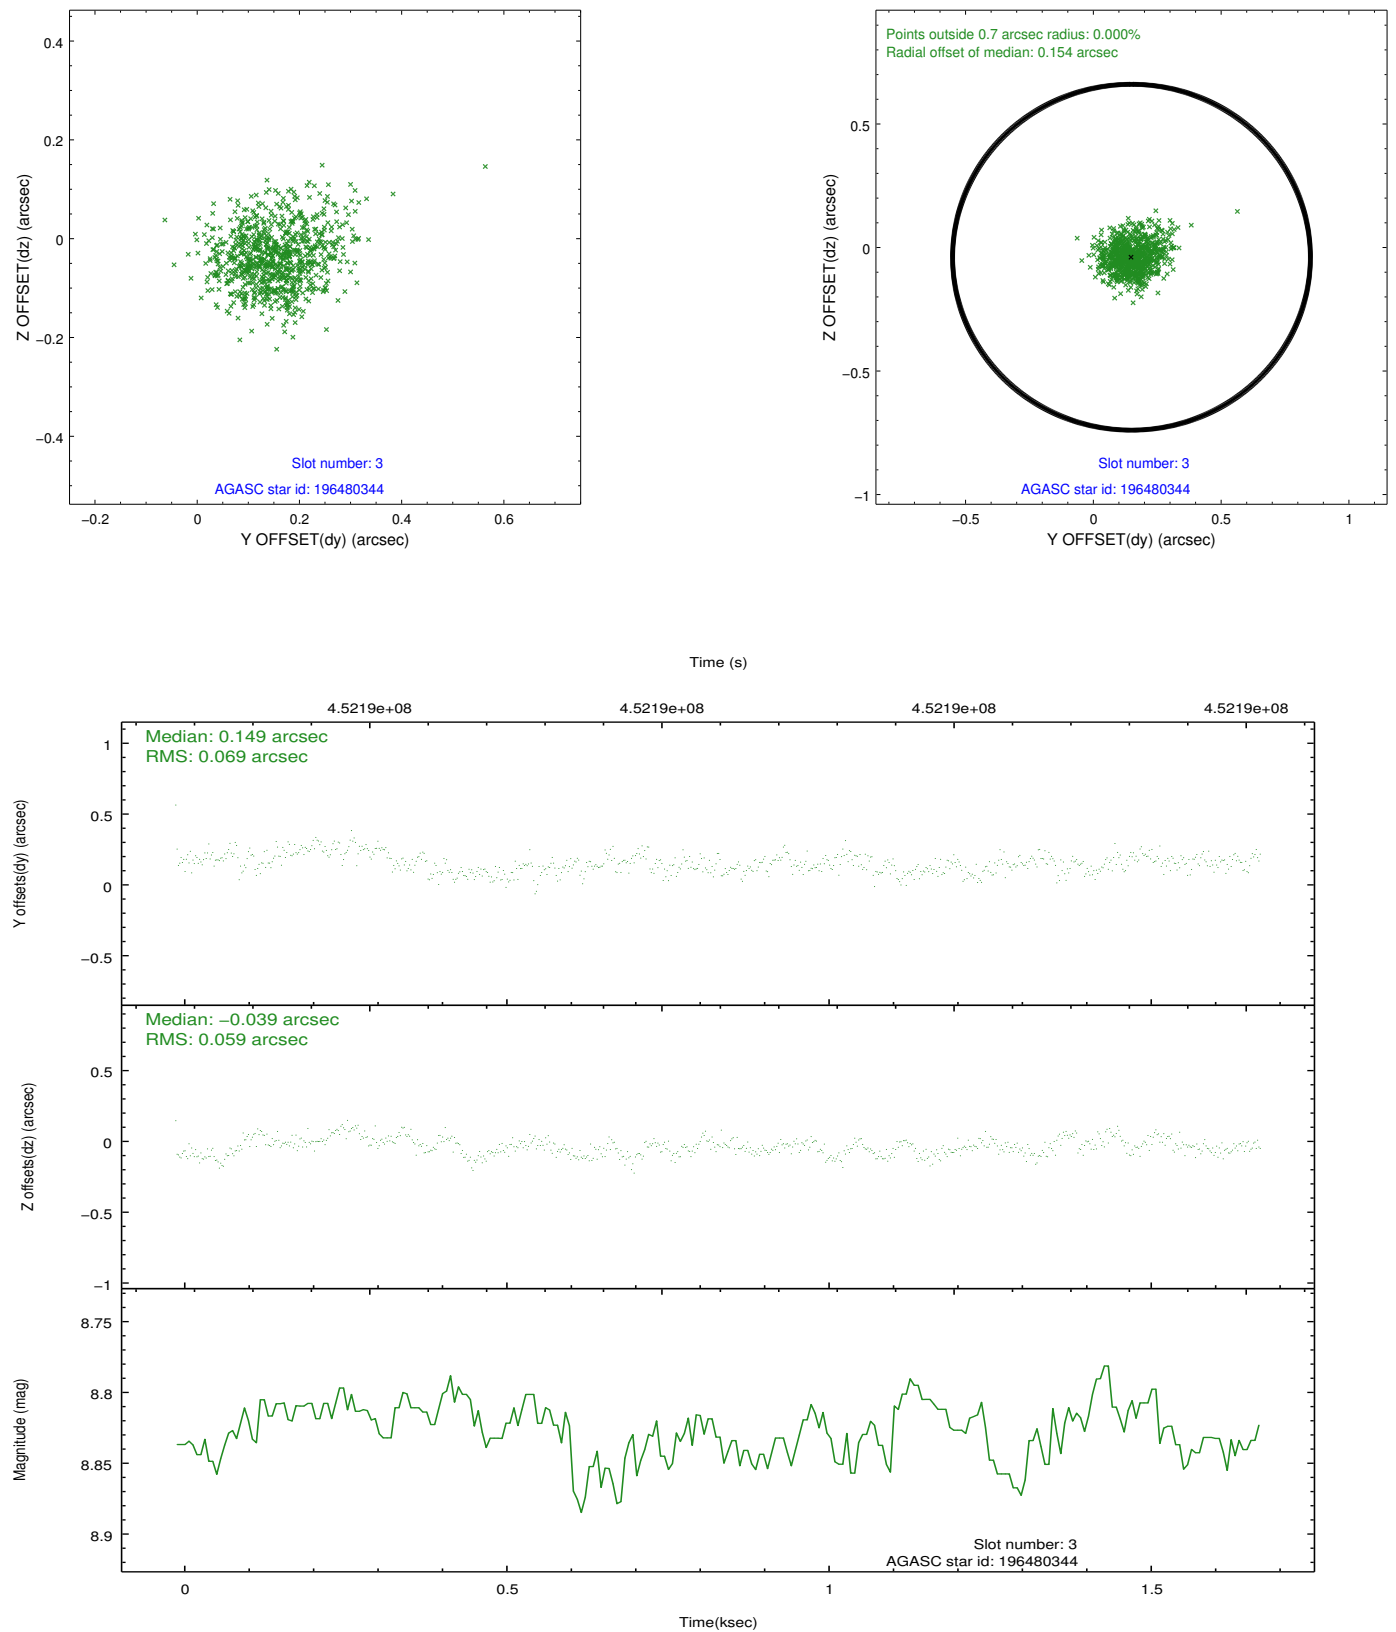 0.4
0.2
0
−0.2
−0.4
Z OFFSET(dz) (arcsec)
Slot number: 3
AGASC star id: 196480344
−0.2 0 0.2 0.4 0.6
Y OFFSET(dy) (arcsec)
Points outside 0.7 arcsec radius: 0.000%
Radial offset of median: 0.154 arcsec
0.5
0
−0.5
−1
Z OFFSET(dz) (arcsec)
Slot number: 3
AGASC star id: 196480344
−0.5 0 0.5 1
Y OFFSET(dy) (arcsec)
Time (s)
4.5219e+08 4.5219e+08 4.5219e+08 4.5219e+08
Median: 0.149 arcsec
RMS: 0.069 arcsec
1
0.5
0
−0.5
Y offsets(dy) (arcsec)
Median: −0.039 arcsec
RMS: 0.059 arcsec
0.5
0
−0.5
−1
Z offsets(dz) (arcsec)
8.75
8.8
8.85
8.9
Magnitude (mag)
Slot number: 3
AGASC star id: 196480344
0 0.5 1 1.5
Time(ksec)